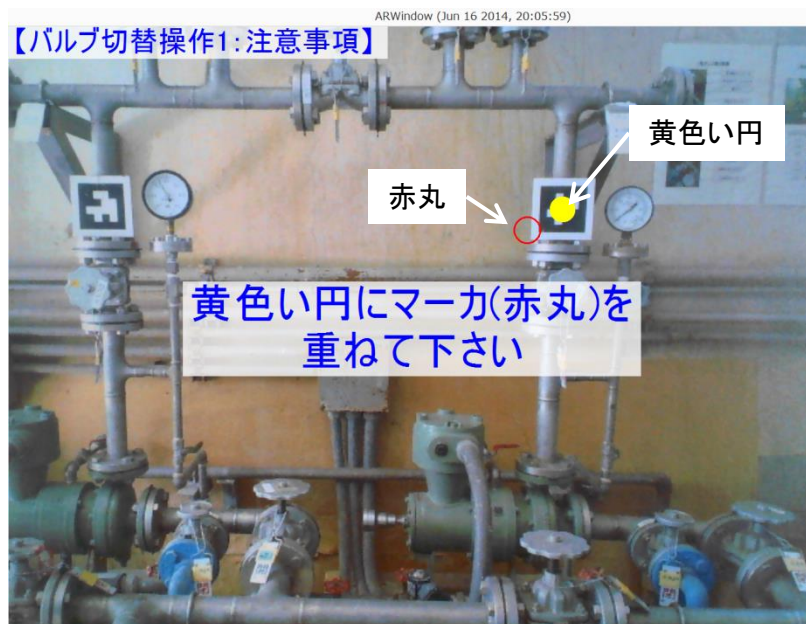 ARWindow (Jun 16 2014, 20:05:59)
【バルブ切替操作1:注意事項】
黄色い円
赤丸
黄色い円にマーカ(赤丸)を
重ねて下さい